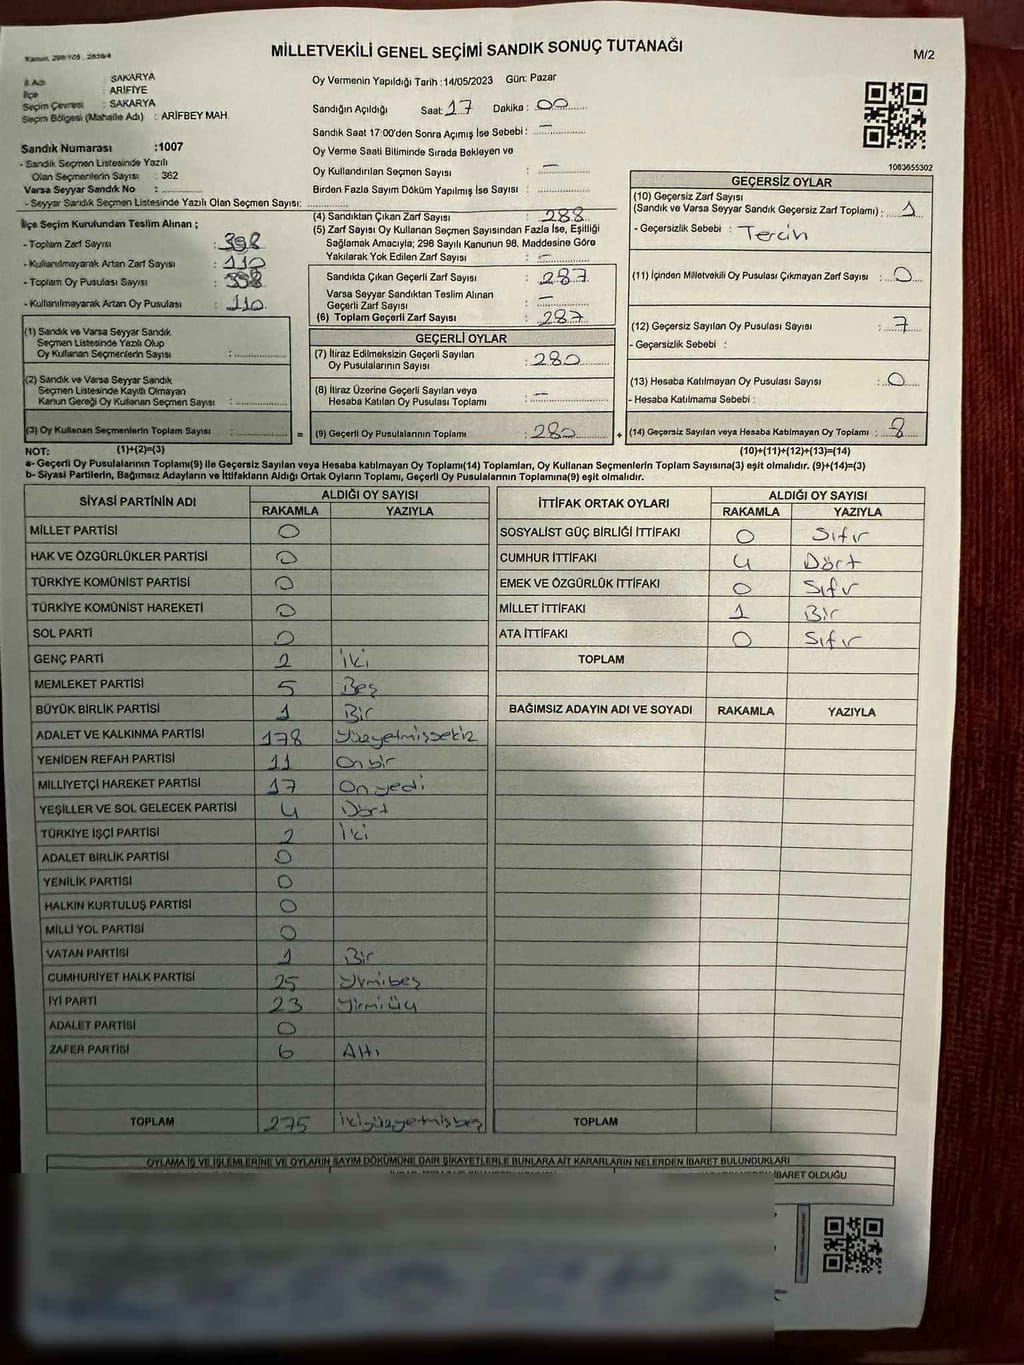 Kanun, 298/105, 2839/4
MİLLETVEKİLİ GENEL SEÇİMİ SANDIK SONUÇ TUTANAĞI
M/2
İl Adı : SAKARYA
İlçe : ARİFİYE
Seçim Çevresi : SAKARYA
Seçim Bölgesi (Mahalle Adı) : ARİFBEY MAH
Sandık Numarası :1007
- Sandık Seçmen Listesinde Yazılı
Olan Seçmenlerin Sayısı : 362
Varsa Seyyar Sandık No :
- Seyyar Sandık Seçmen Listesinde Yazılı Olan Seçmen Sayısı:
Oy Vermenin Yapıldığı Tarih :14/05/2023 Gün: Pazar
Sandığın Açıldığı Saat: 17 Dakika : 00
Sandık Saat 17:00'den Sonra Açımış İse Sebebi : —
Oy Verme Saati Bitiminde Sırada Bekleyen ve
Oy Kullandırılan Seçmen Sayısı : —
Birden Fazla Sayım Döküm Yapılmış İse Sayısı :
1083655302
İlçe Seçim Kurulundan Teslim Alınan ;
- Toplam Zarf Sayısı : 398
- Kullanılmayarak Artan Zarf Sayısı : 110
- Toplam Oy Pusulası Sayısı : 398
- Kullanılmayarak Artan Oy Pusulası : 110
(1) Sandık ve Varsa Seyyar Sandık
Seçmen Listesinde Yazılı Olup
Oy Kullanan Seçmenlerin Sayısı :
(2) Sandık ve Varsa Seyyar Sandık
Seçmen Listesinde Kayıtlı Olmayan
Kanun Gereği Oy Kullanan Seçmen Sayısı :
(3) Oy Kullanan Seçmenlerin Toplam Sayısı : =
(1)+(2)=(3)
(4) Sandıktan Çıkan Zarf Sayısı : 288
(5) Zarf Sayısı Oy Kullanan Seçmen Sayısından Fazla İse, Eşitliği
Sağlamak Amacıyla; 298 Sayılı Kanunun 98. Maddesine Göre
Yakılarak Yok Edilen Zarf Sayısı : —
Sandıkta Çıkan Geçerli Zarf Sayısı : 287
Varsa Seyyar Sandıktan Teslim Alınan
Geçerli Zarf Sayısı : —
(6) Toplam Geçerli Zarf Sayısı : 287
GEÇERLİ OYLAR
(7) İtiraz Edilmeksizin Geçerli Sayılan
Oy Pusulalarının Sayısı : 280
(8) İtiraz Üzerine Geçerli Sayılan veya
Hesaba Katılan Oy Pusulası Toplamı : —
(9) Geçerli Oy Pusulalarının Toplamı : 280 +
GEÇERSİZ OYLAR
(10) Geçersiz Zarf Sayısı
(Sandık ve Varsa Seyyar Sandık Geçersiz Zarf Toplamı) : 1
- Geçersizlik Sebebi : Tercih
(11) İçinden Milletvekili Oy Pusulası Çıkmayan Zarf Sayısı : 0
(12) Geçersiz Sayılan Oy Pusulası Sayısı : 7
- Geçersizlik Sebebi :
(13) Hesaba Katılmayan Oy Pusulası Sayısı : 0
- Hesaba Katılmama Sebebi :
(14) Geçersiz Sayılan veya Hesaba Katılmayan Oy Toplamı : 8
(10)+(11)+(12)+(13)=(14)
NOT:
a- Geçerli Oy Pusulalarının Toplamı(9) ile Geçersiz Sayılan veya Hesaba katılmayan Oy Toplamı(14) Toplamları, Oy Kullanan Seçmenlerin Toplam Sayısına(3) eşit olmalıdır. (9)+(14)=(3)
b- Siyasi Partilerin, Bağımsız Adayların ve İttifakların Aldığı Ortak Oyların Toplamı, Geçerli Oy Pusulalarının Toplamına(9) eşit olmalıdır.
SİYASİ PARTİNİN ADI ALDIĞI OY SAYISI
RAKAMLA YAZIYLA
MİLLET PARTİSİ 0
HAK VE ÖZGÜRLÜKLER PARTİSİ 0
TÜRKİYE KOMÜNİST PARTİSİ 0
TÜRKİYE KOMÜNİST HAREKETİ 0
SOL PARTİ 0
GENÇ PARTİ 2 iki
MEMLEKET PARTİSİ 5 Beş
BÜYÜK BİRLİK PARTİSİ 1 Bir
ADALET VE KALKINMA PARTİSİ 178 Yüzyetmişsekiz
YENİDEN REFAH PARTİSİ 11 On bir
MİLLİYETÇİ HAREKET PARTİSİ 17 On yedi
YEŞİLLER VE SOL GELECEK PARTİSİ 4 Dört
TÜRKİYE İŞÇİ PARTİSİ 2 iki
ADALET BİRLİK PARTİSİ 0
YENİLİK PARTİSİ 0
HALKIN KURTULUŞ PARTİSİ 0
MİLLİ YOL PARTİSİ 0
VATAN PARTİSİ 1 Bir
CUMHURİYET HALK PARTİSİ 25 Yirmibeş
İYİ PARTİ 23 Yirmiüç
ADALET PARTİSİ 0
ZAFER PARTİSİ 6 Altı
TOPLAM 275 ikiyüzyetmişbeş
İTTİFAK ORTAK OYLARI ALDIĞI OY SAYISI
RAKAMLA YAZIYLA
SOSYALİST GÜÇ BİRLİĞİ İTTİFAKI 0 Sıfır
CUMHUR İTTİFAKI 4 Dört
EMEK VE ÖZGÜRLÜK İTTİFAKI 0 Sıfır
MİLLET İTTİFAKI 1 Bir
ATA İTTİFAKI 0 Sıfır
TOPLAM
BAĞIMSIZ ADAYIN ADI VE SOYADI RAKAMLA YAZIYLA
TOPLAM
OYLAMA İŞ VE İŞLEMLERİNE VE OYLARIN SAYIM DÖKÜMÜNE DAİR ŞİKAYETLERLE BUNLARA AİT KARARLARIN NELERDEN İBARET BULUNDUKLARI
İBARET OLDUĞU